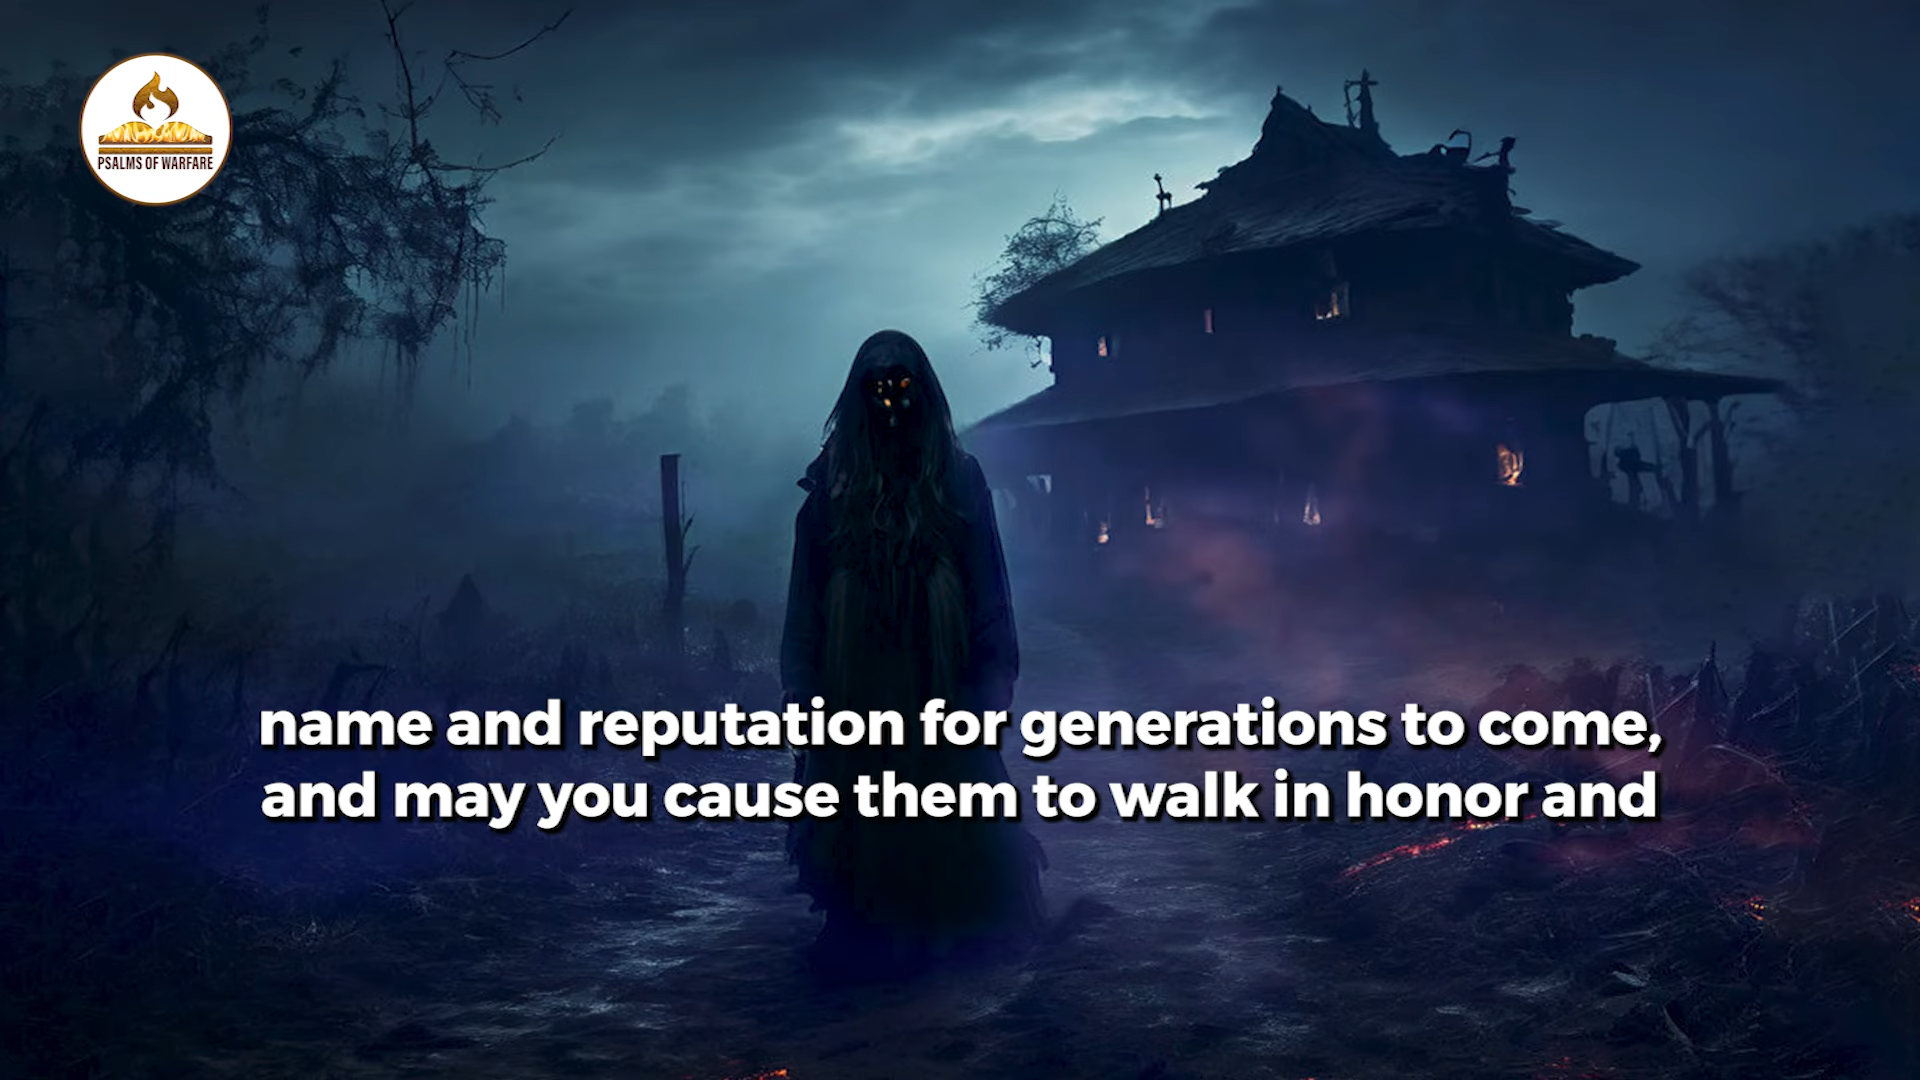 PSALMS OF WARFARE
name and reputation for generations to come,
and may you cause them to walk in honor and